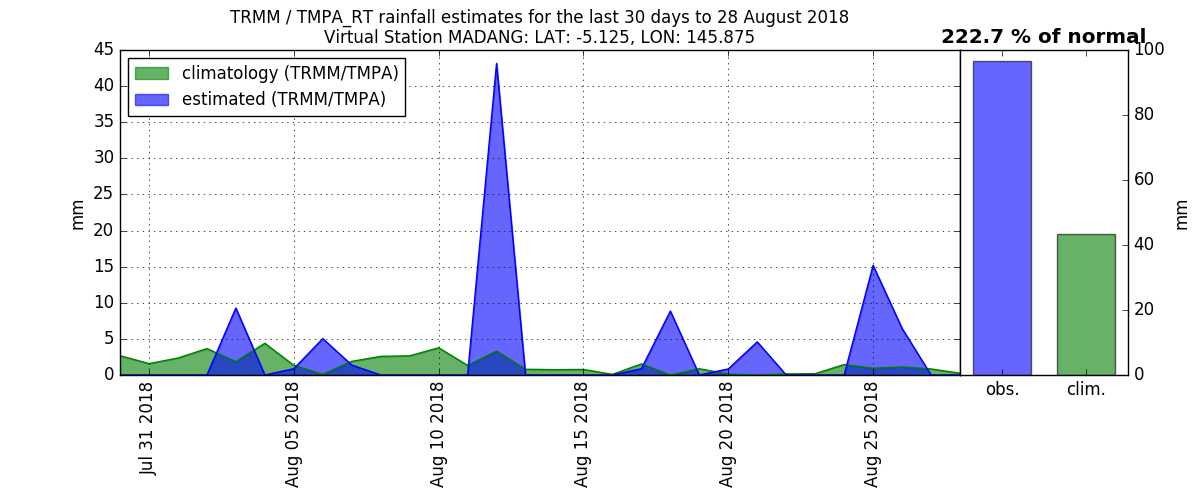 TRMM / TMPA_RT rainfall estimates for the last 30 days to 28 August 2018
Virtual Station MADANG: LAT: -5.125, LON: 145.875
222.7 % of normal
climatology (TRMM/TMPA)
estimated (TRMM/TMPA)
mm
45
40
35
30
25
20
15
10
5
0
Jul 31 2018
Aug 05 2018
Aug 10 2018
Aug 15 2018
Aug 20 2018
Aug 25 2018
100
80
60
40
20
0
mm
obs.
clim.